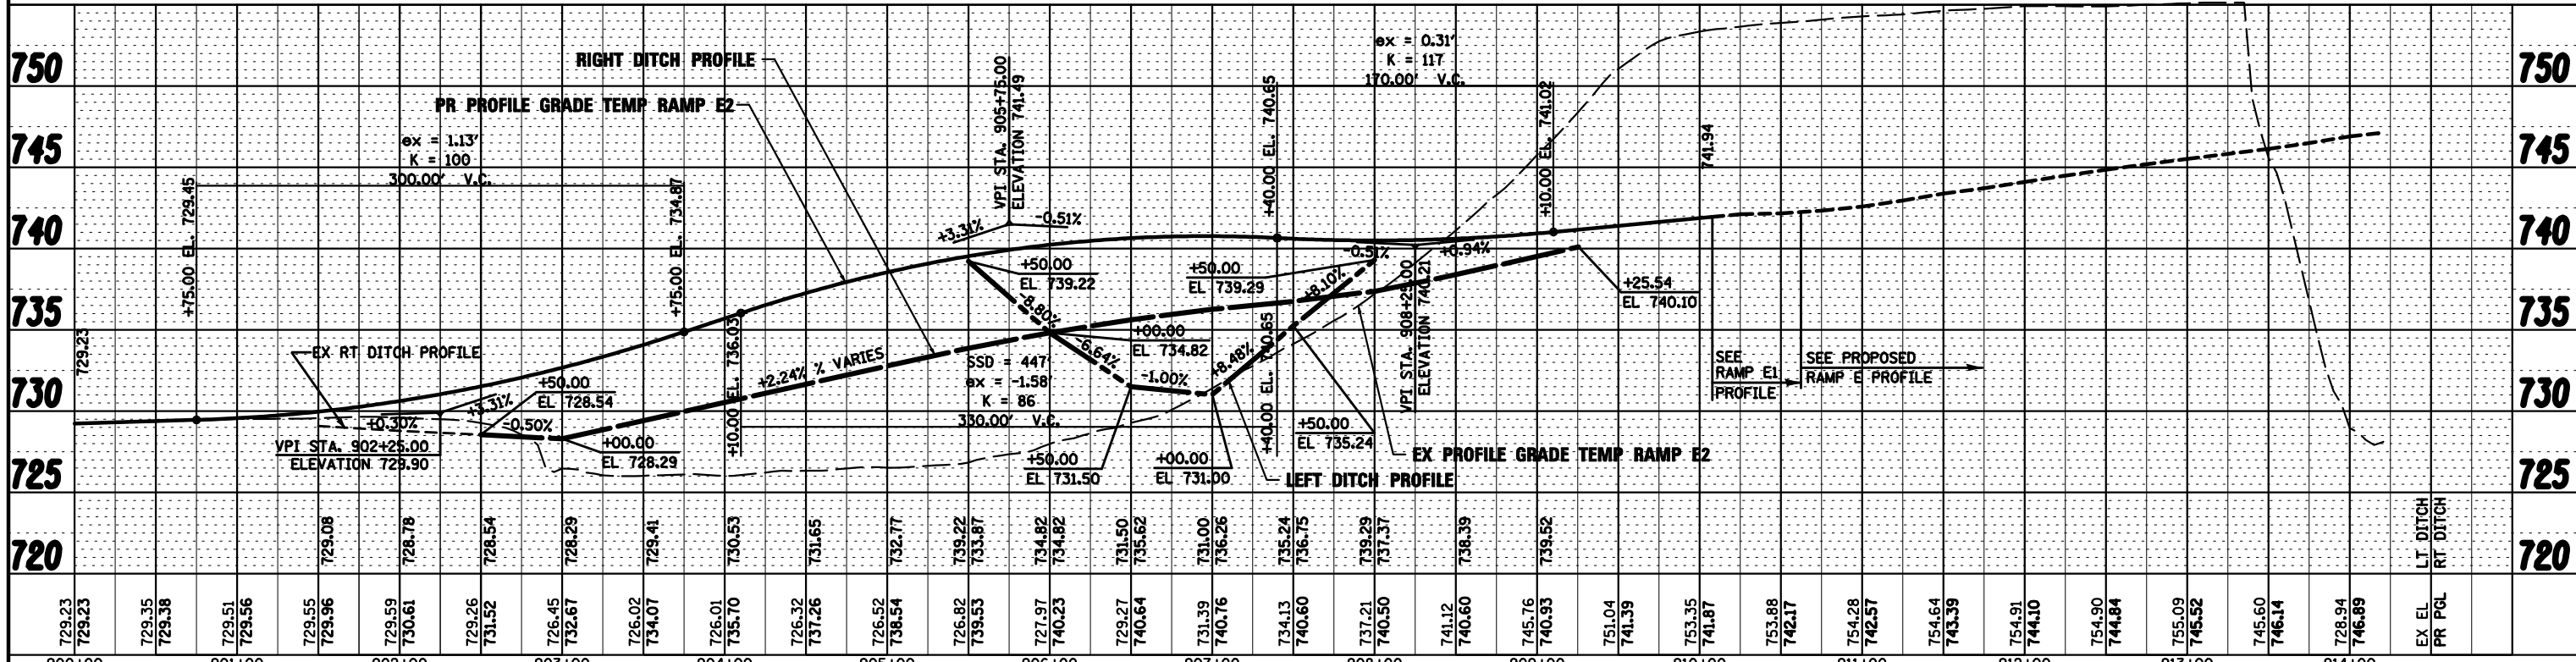 750
745
740
735
730
725
720
750
745
740
735
730
725
720
RIGHT DITCH PROFILE
PR PROFILE GRADE TEMP RAMP E2
ex = 1.13'
K = 100
300.00' V.C.
+75.00 EL. 729.45
+75.00 EL. 734.87
729.23
EX RT DITCH PROFILE
+0.30%
+3.31%
VPI STA. 902+25.00
ELEVATION 729.90
-0.50%
+50.00
EL 728.54
+00.00
EL 728.29
+10.00 EL. 736.03
+2.24% % VARIES
VPI STA. 905+75.00
ELEVATION 741.49
+3.31%
-0.51%
+50.00
EL 739.22
-8.80%
+00.00
EL 734.82
-6.64%
SSD = 447'
ex = -1.58'
K = 86
330.00' V.C.
-1.00%
+50.00
EL 731.50
+00.00
EL 731.00
+8.48%
+50.00
EL 739.29
+8.10%
+50.00
EL 735.24
+40.00 EL. 740.65
+40.00 EL. 740.65
ex = 0.31'
K = 117
170.00' V.C.
+10.00 EL. 741.02
-0.51%
+0.94%
VPI STA. 908+25.00
ELEVATION 740.21
+25.54
EL 740.10
EX PROFILE GRADE TEMP RAMP E2
LEFT DITCH PROFILE
741.94
SEE
RAMP E1
PROFILE
SEE PROPOSED
RAMP E PROFILE
729.08
728.78
728.54
728.29
729.41
730.53
731.65
732.77
739.22
733.87
734.82
734.82
731.50
735.62
731.00
736.26
735.24
736.75
739.29
737.37
738.39
739.52
LT DITCH
RT DITCH
729.23
729.23
729.35
729.38
729.51
729.56
729.55
729.96
729.59
730.61
729.26
731.52
726.45
732.67
726.02
734.07
726.01
735.70
726.32
737.26
726.52
738.54
726.82
739.53
727.97
740.23
729.27
740.64
731.39
740.76
734.13
740.60
737.21
740.50
741.12
740.60
745.76
740.93
751.04
741.39
753.35
741.87
753.88
742.17
754.28
742.57
754.64
743.39
754.91
744.10
754.90
744.84
755.09
745.52
745.60
746.14
728.94
746.89
EX EL
PR PGL